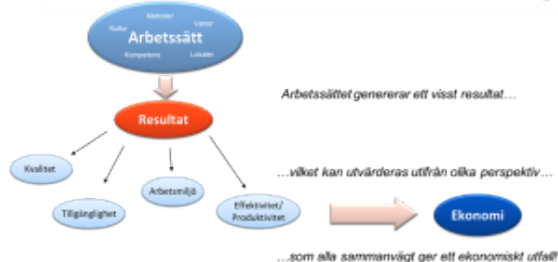 Metoder
Kultur
Vanor
Arbetssätt
Kompetens
Lokaler
Arbetssättet genererar ett visst resultat…
Resultat
Kvalitet
…vilket kan utvärderas utifrån olika perspektiv…
Arbetsmiljö
Tillgänglighet
Effektivitet/
Produktivitet
Ekonomi
…som alla sammanvägt ger ett ekonomiskt utfall!